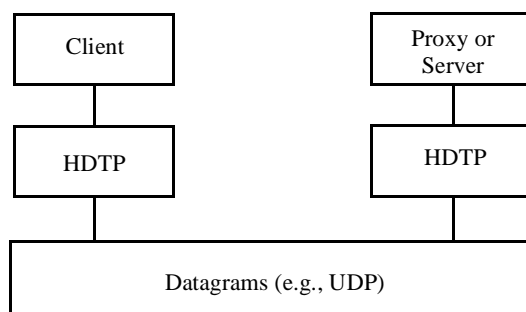 Client
Proxy or
Server
HDTP
HDTP
Datagrams (e.g., UDP)